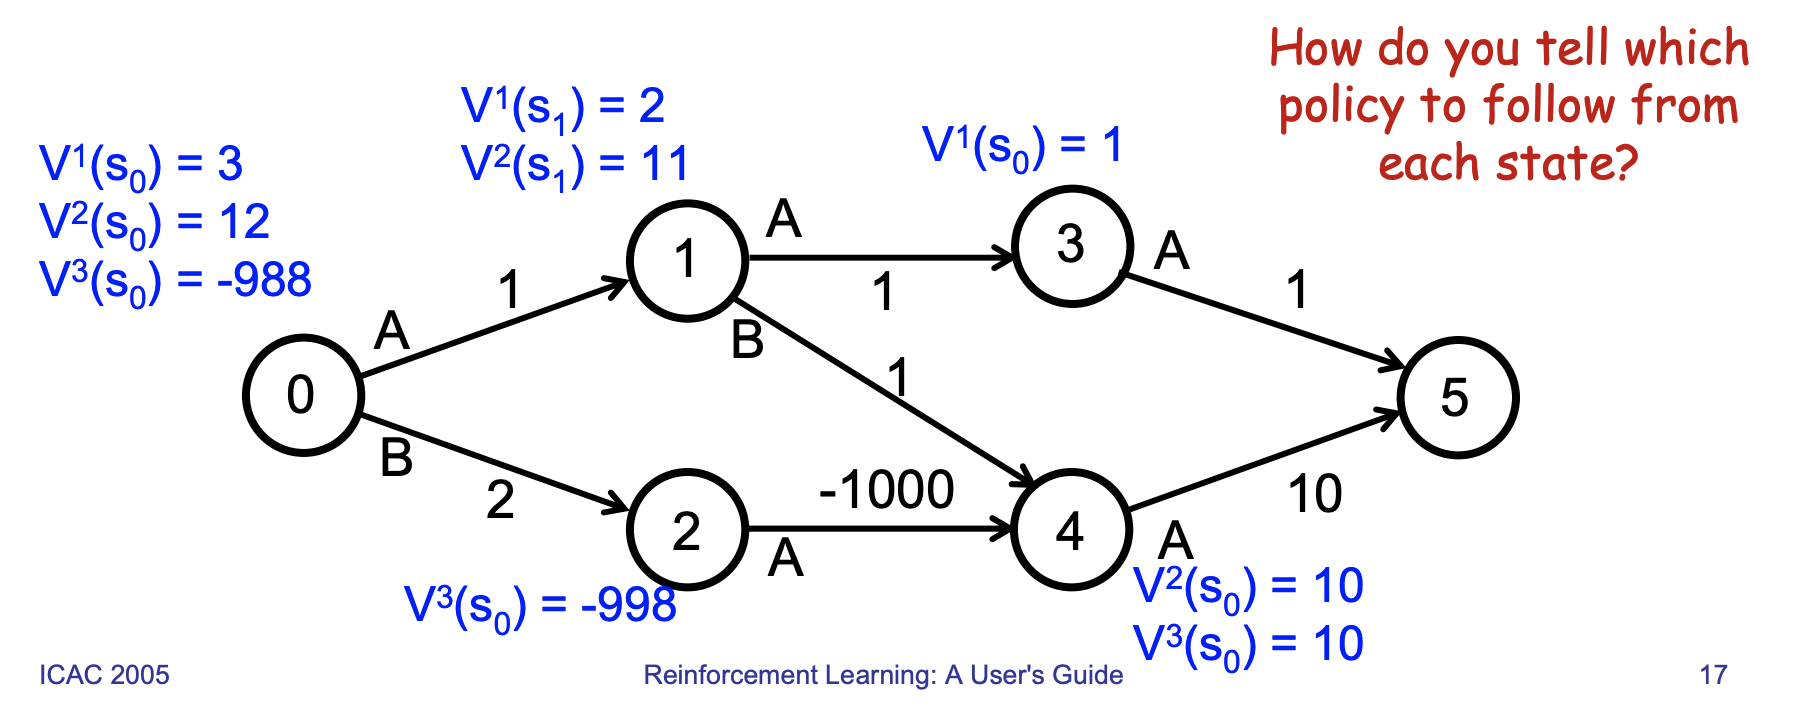 How do you tell which
policy to follow from
each state?
V¹(s₀) = 3
V²(s₀) = 12
V³(s₀) = -988
V¹(s₁) = 2
V²(s₁) = 11
V¹(s₀) = 1
0
A
1
B
2
1
A
1
B
1
3
A
1
2
-1000
A
4
A
10
5
V³(s₀) = -998
V²(s₀) = 10
V³(s₀) = 10
ICAC 2005
Reinforcement Learning: A User's Guide
17